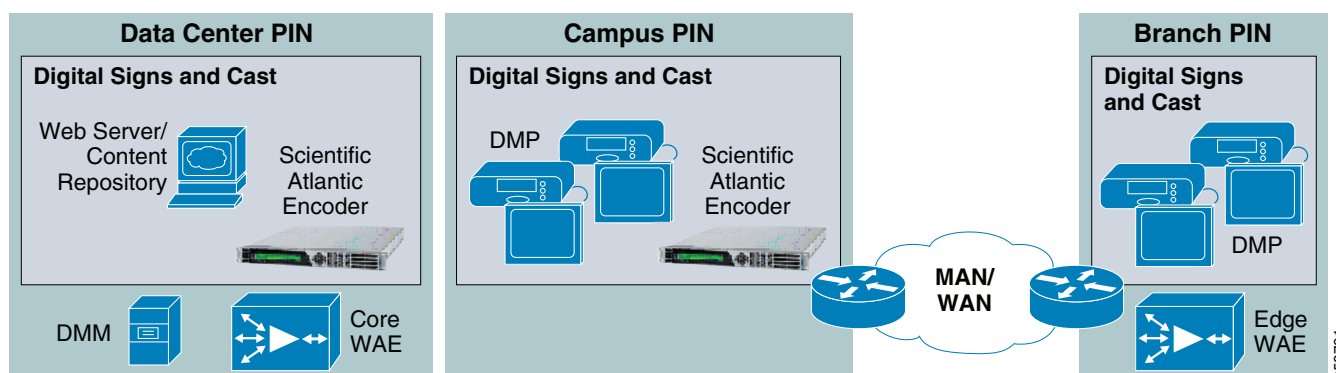 Data Center PIN
Digital Signs and Cast
Web Server/
Content
Repository
Scientific
Atlantic
Encoder
DMM
Core
WAE
Campus PIN
Digital Signs and Cast
DMP
Scientific
Atlantic
Encoder
MAN/
WAN
Branch PIN
Digital Signs
and Cast
DMP
Edge
WAE